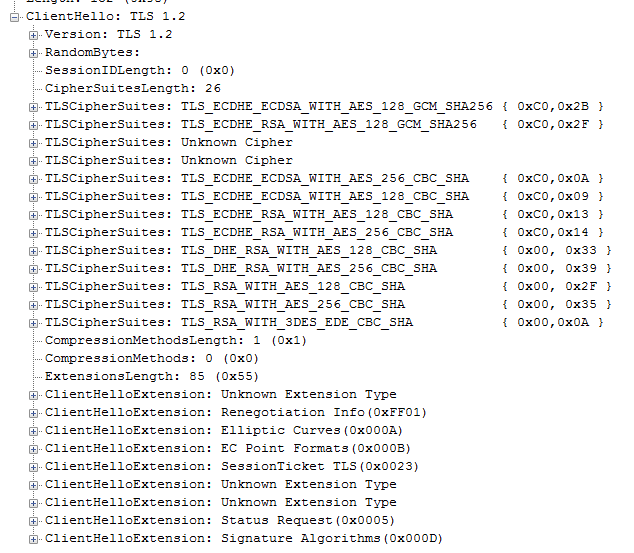 ClientHello: TLS 1.2
Version: TLS 1.2
RandomBytes:
SessionIDLength: 0 (0x0)
CipherSuitesLength: 26
TLSCipherSuites: TLS_ECDHE_ECDSA_WITH_AES_128_GCM_SHA256 { 0xC0,0x2B }
TLSCipherSuites: TLS_ECDHE_RSA_WITH_AES_128_GCM_SHA256 { 0xC0,0x2F }
TLSCipherSuites: Unknown Cipher
TLSCipherSuites: Unknown Cipher
TLSCipherSuites: TLS_ECDHE_ECDSA_WITH_AES_256_CBC_SHA { 0xC0,0x0A }
TLSCipherSuites: TLS_ECDHE_ECDSA_WITH_AES_128_CBC_SHA { 0xC0,0x09 }
TLSCipherSuites: TLS_ECDHE_RSA_WITH_AES_128_CBC_SHA { 0xC0,0x13 }
TLSCipherSuites: TLS_ECDHE_RSA_WITH_AES_256_CBC_SHA { 0xC0,0x14 }
TLSCipherSuites: TLS_DHE_RSA_WITH_AES_128_CBC_SHA { 0x00, 0x33 }
TLSCipherSuites: TLS_DHE_RSA_WITH_AES_256_CBC_SHA { 0x00, 0x39 }
TLSCipherSuites: TLS_RSA_WITH_AES_128_CBC_SHA { 0x00, 0x2F }
TLSCipherSuites: TLS_RSA_WITH_AES_256_CBC_SHA { 0x00, 0x35 }
TLSCipherSuites: TLS_RSA_WITH_3DES_EDE_CBC_SHA { 0x00,0x0A }
CompressionMethodsLength: 1 (0x1)
CompressionMethods: 0 (0x0)
ExtensionsLength: 85 (0x55)
ClientHelloExtension: Unknown Extension Type
ClientHelloExtension: Renegotiation Info(0xFF01)
ClientHelloExtension: Elliptic Curves(0x000A)
ClientHelloExtension: EC Point Formats(0x000B)
ClientHelloExtension: SessionTicket TLS(0x0023)
ClientHelloExtension: Unknown Extension Type
ClientHelloExtension: Unknown Extension Type
ClientHelloExtension: Status Request(0x0005)
ClientHelloExtension: Signature Algorithms(0x000D)